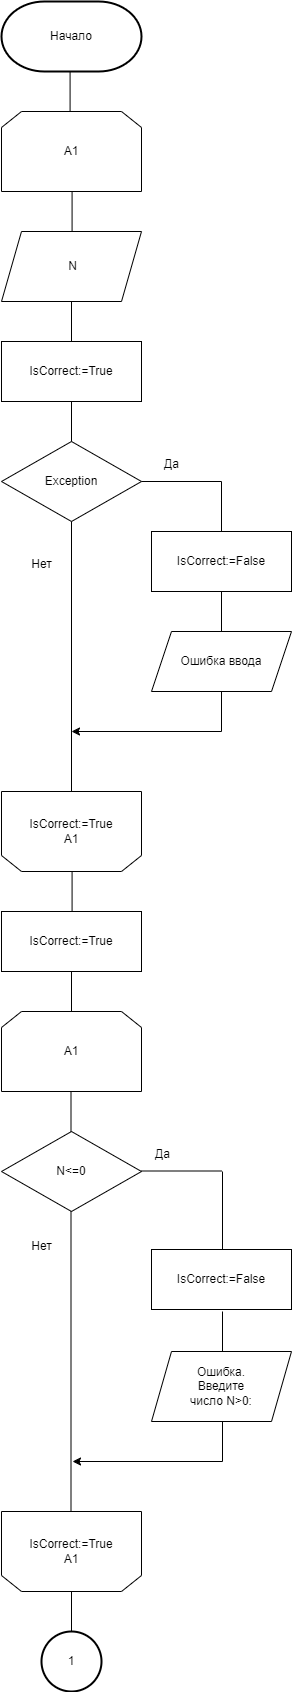 Начало
A1
N
IsCorrect:=True
Exception
Да
Нет
IsCorrect:=False
Ошибка ввода
IsCorrect:=True
A1
IsCorrect:=True
A1
N<=0
Да
Нет
IsCorrect:=False
Ошибка.
Введите
число N>0:
IsCorrect:=True
A1
1